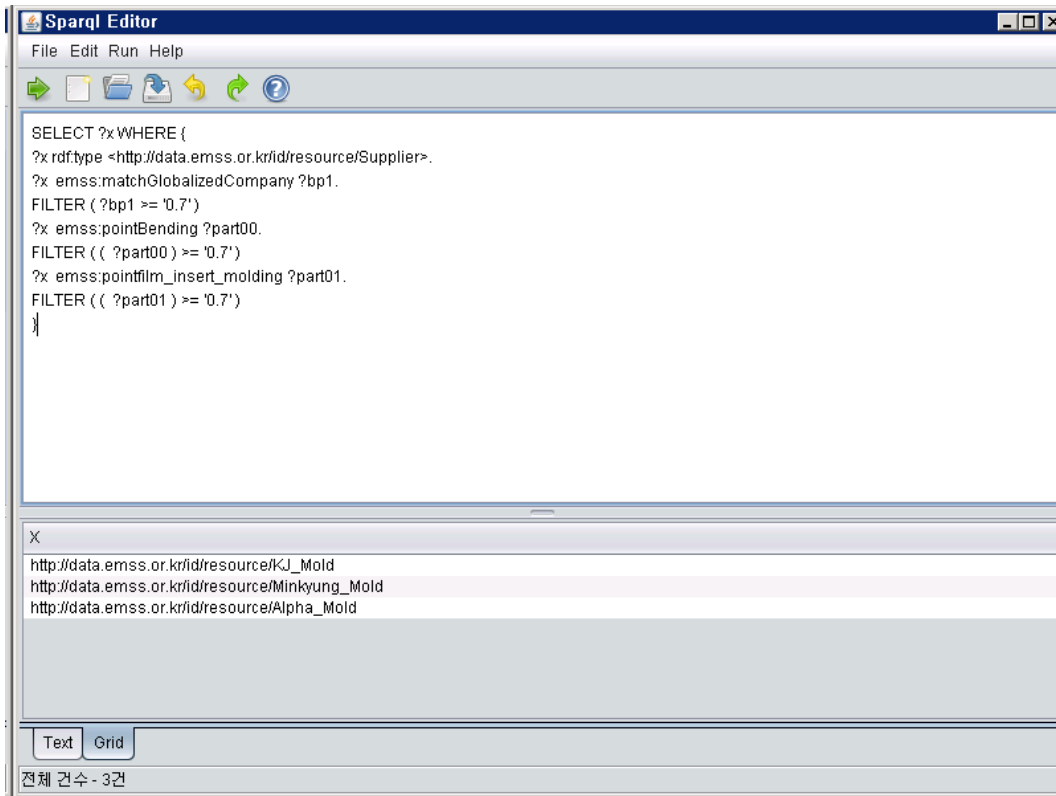 Sparql Editor
File Edit Run Help
SELECT ?x WHERE {
?x rdf:type <http://data.emss.or.kr/id/resource/Supplier>.
?x emss:matchGlobalizedCompany ?bp1.
FILTER ( ?bp1 >= '0.7')
?x emss:pointBending ?part00.
FILTER ( ( ?part00 ) >= '0.7')
?x emss:pointfilm_insert_molding ?part01.
FILTER ( ( ?part01 ) >= '0.7')
}
X
http://data.emss.or.kr/id/resource/KJ_Mold
http://data.emss.or.kr/id/resource/Minkyung_Mold
http://data.emss.or.kr/id/resource/Alpha_Mold
Text Grid
전체 건수 - 3건